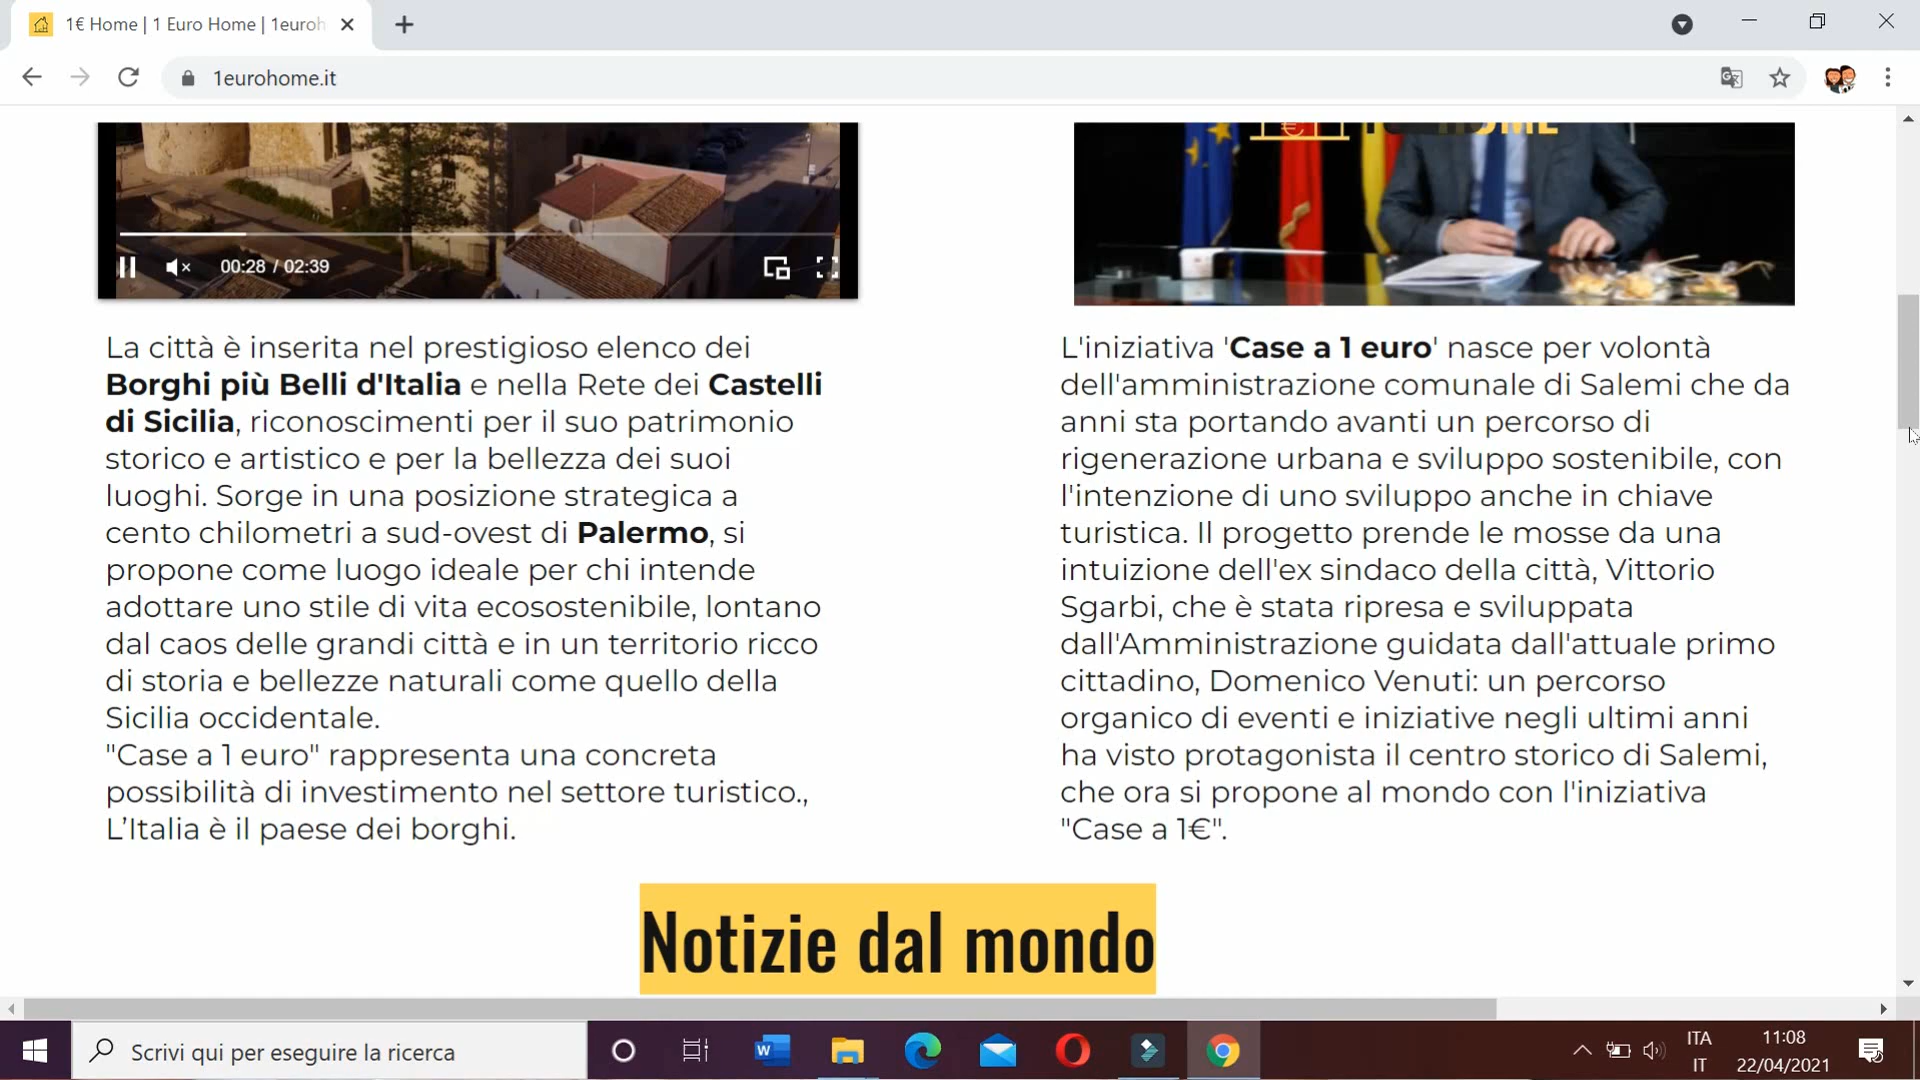 1€ Home | 1 Euro Home | 1euroh
1eurohome.it
HOME
€
00:28 / 02:39
La città è inserita nel prestigioso elenco dei
Borghi più Belli d'Italia e nella Rete dei Castelli
di Sicilia, riconoscimenti per il suo patrimonio
storico e artistico e per la bellezza dei suoi
luoghi. Sorge in una posizione strategica a
cento chilometri a sud-ovest di Palermo, si
propone come luogo ideale per chi intende
adottare uno stile di vita ecosostenibile, lontano
dal caos delle grandi città e in un territorio ricco
di storia e bellezze naturali come quello della
Sicilia occidentale.
"Case a 1 euro" rappresenta una concreta
possibilità di investimento nel settore turistico.,
L’Italia è il paese dei borghi.
L'iniziativa 'Case a 1 euro' nasce per volontà
dell'amministrazione comunale di Salemi che da
anni sta portando avanti un percorso di
rigenerazione urbana e sviluppo sostenibile, con
l'intenzione di uno sviluppo anche in chiave
turistica. Il progetto prende le mosse da una
intuizione dell'ex sindaco della città, Vittorio
Sgarbi, che è stata ripresa e sviluppata
dall'Amministrazione guidata dall'attuale primo
cittadino, Domenico Venuti: un percorso
organico di eventi e iniziative negli ultimi anni
ha visto protagonista il centro storico di Salemi,
che ora si propone al mondo con l'iniziativa
"Case a 1€".
Notizie dal mondo
Scrivi qui per eseguire la ricerca
ITA
IT
11:08
22/04/2021